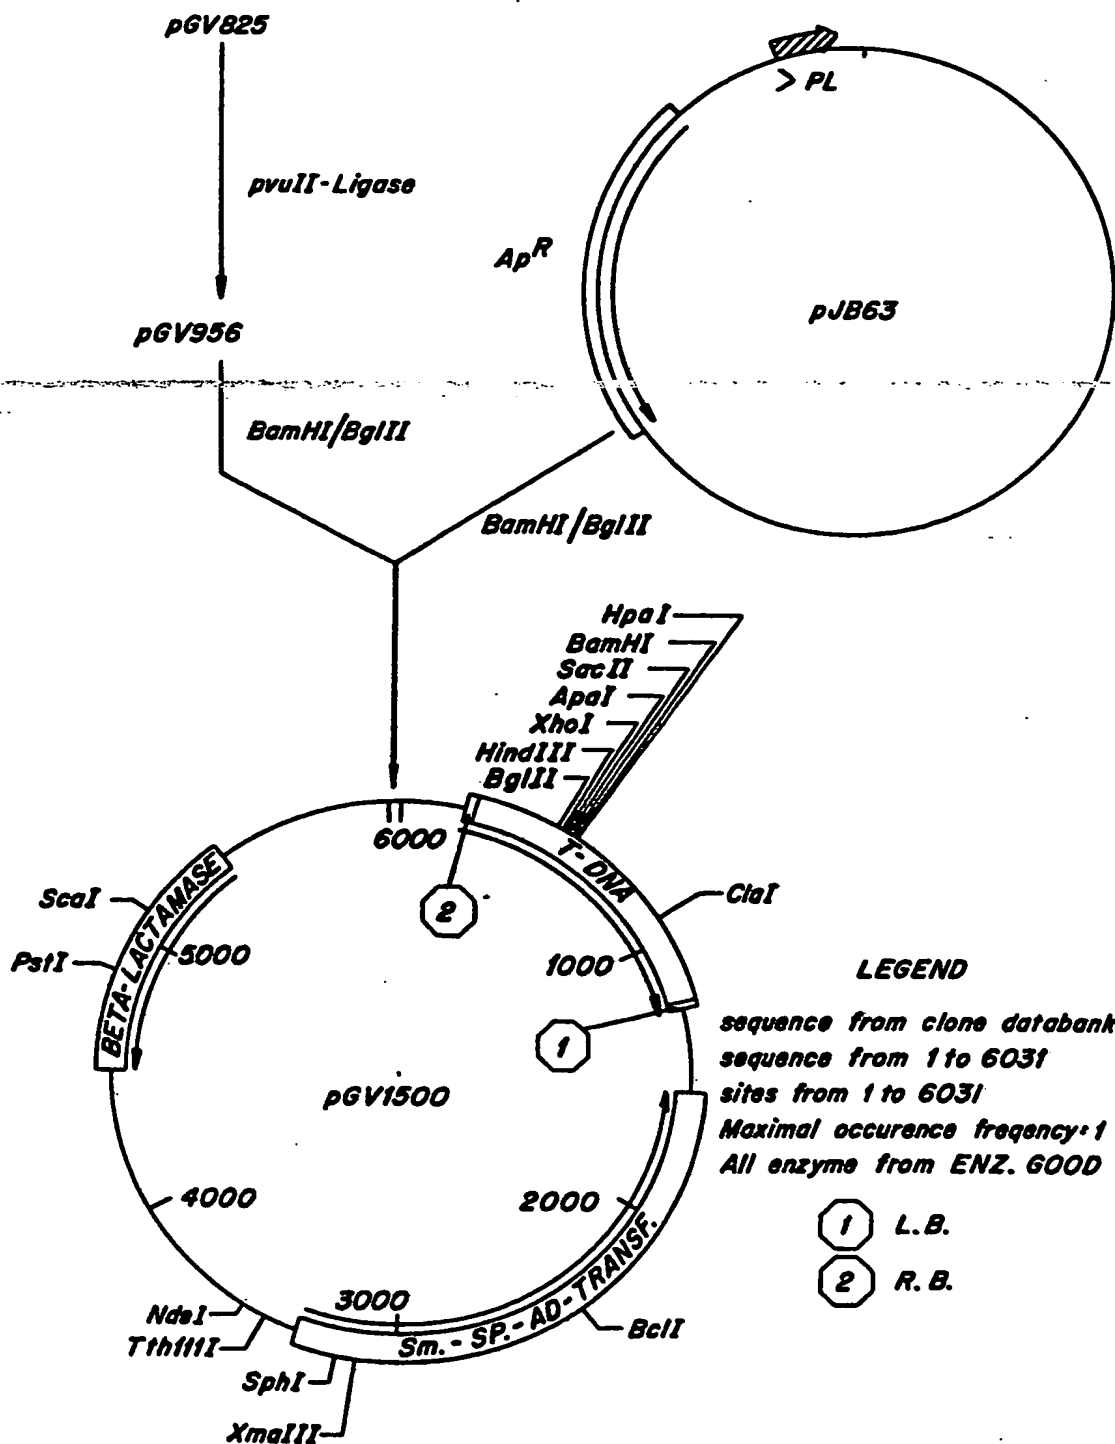 pGV825
> PL
pvuII-Ligase
Ap^R
pJB63
pGV956
BamHI/BglII
BamHI/BglII
HpaI
BamHI
SacII
ApaI
XhoI
HindIII
BglII
6000
T-DNA
ClaI
2
ScaI
PstI
BETA-LACTAMASE
5000
1000
LEGEND
sequence from clone databank
sequence from 1 to 6031
sites from 1 to 6031
Maximal occurence freqency:1
All enzyme from ENZ. GOOD
1
pGV1500
4000
2000
1 L.B.
2 R.B.
3000
Sm.-SP.-AD-TRANSF.
NdeI
Tth111I
BclI
SphI
XmaIII